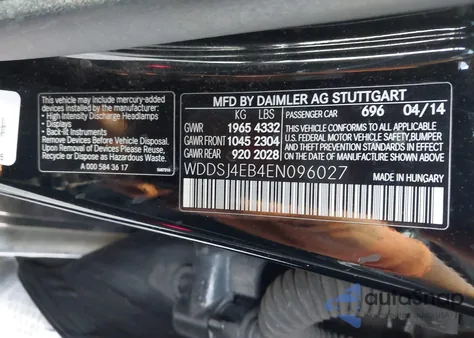 This vehicle may include mercury-added
devices installed by the manufacturer:
- High Intensity Discharge Headlamps
- Displays
- Back-lit Instruments
Remove Devices Before Vehicle Disposal.
Upon Removal of Devices Please Reuse,
Recycle or Dispose as Hazardous Waste.
A 000 584 36 17
MFD BY DAIMLER AG STUTTGART
KG LBS PASSENGER CAR 696 04/14
GVWR 1965 4332
GAWR FRONT 1045 2304
GAWR REAR 920 2028
THIS VEHICLE CONFORMS TO ALL APPLICABLE
U.S. FEDERAL MOTOR VEHICLE SAFETY, BUMPER
AND THEFT PREVENTION STANDARDS IN EFFECT
ON THE DATE OF MANUFACTURE SHOWN ABOVE.
WDDSJ4EB4EN096027
MADE IN
HUNGARY
autosnap